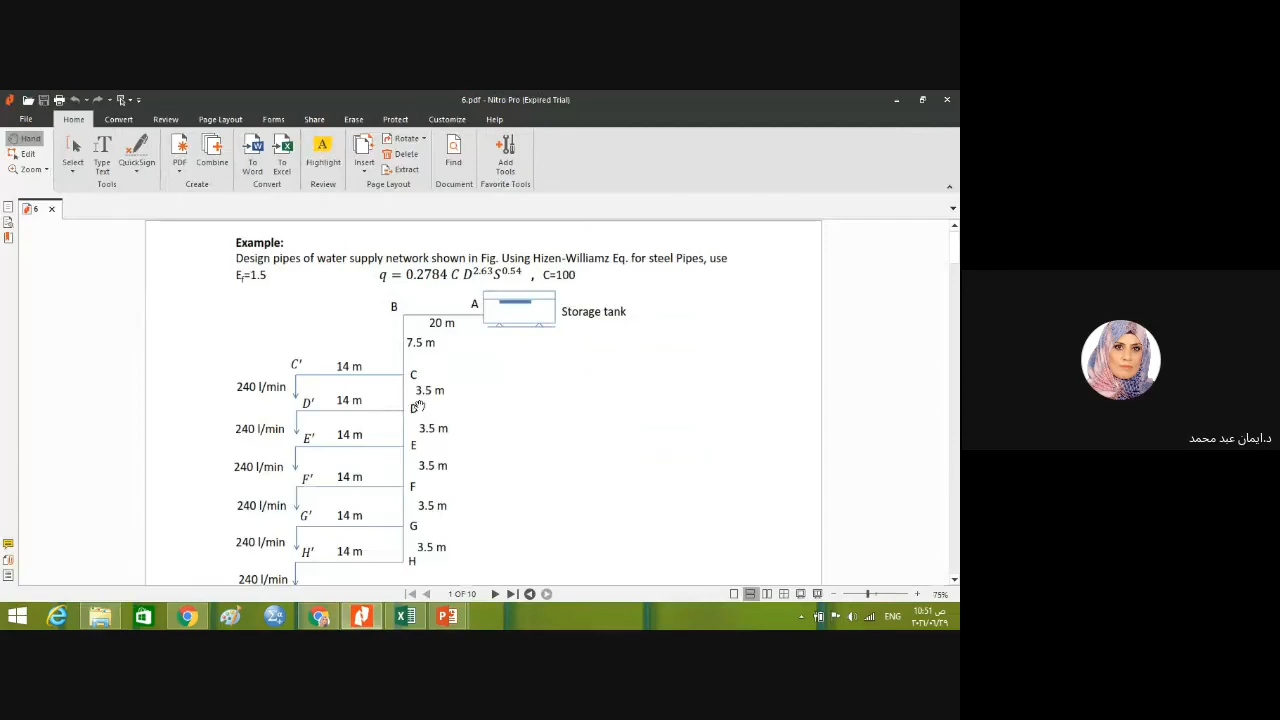 6.pdf - Nitro Pro (Expired Trial)
File Home Convert Review Page Layout Forms Share Erase Protect Customize Help
Hand
Edit
Zoom
Select
Type Text
QuickSign
Tools
PDF
Combine
Create
To Word
To Excel
Convert
Highlight
Review
Insert
Rotate
Delete
Extract
Page Layout
Find
Document
Add Tools
Favorite Tools
6
Example:
Design pipes of water supply network shown in Fig. Using Hizen-Williamz Eq. for steel Pipes, use
Ef=1.5 q = 0.2784 C D^2.63 S^0.54 , C=100
B A Storage tank
20 m
7.5 m
C′ 14 m C
240 l/min 3.5 m
D′ 14 m D
240 l/min 3.5 m
E′ 14 m E
240 l/min 3.5 m
F′ 14 m F
240 l/min 3.5 m
G′ 14 m G
240 l/min 3.5 m
H′ 14 m H
240 l/min
1 OF 10
75%
ENG
10:51 ص
٢٠٢١/٠٦/٢٩
د.ايمان عبد محمد